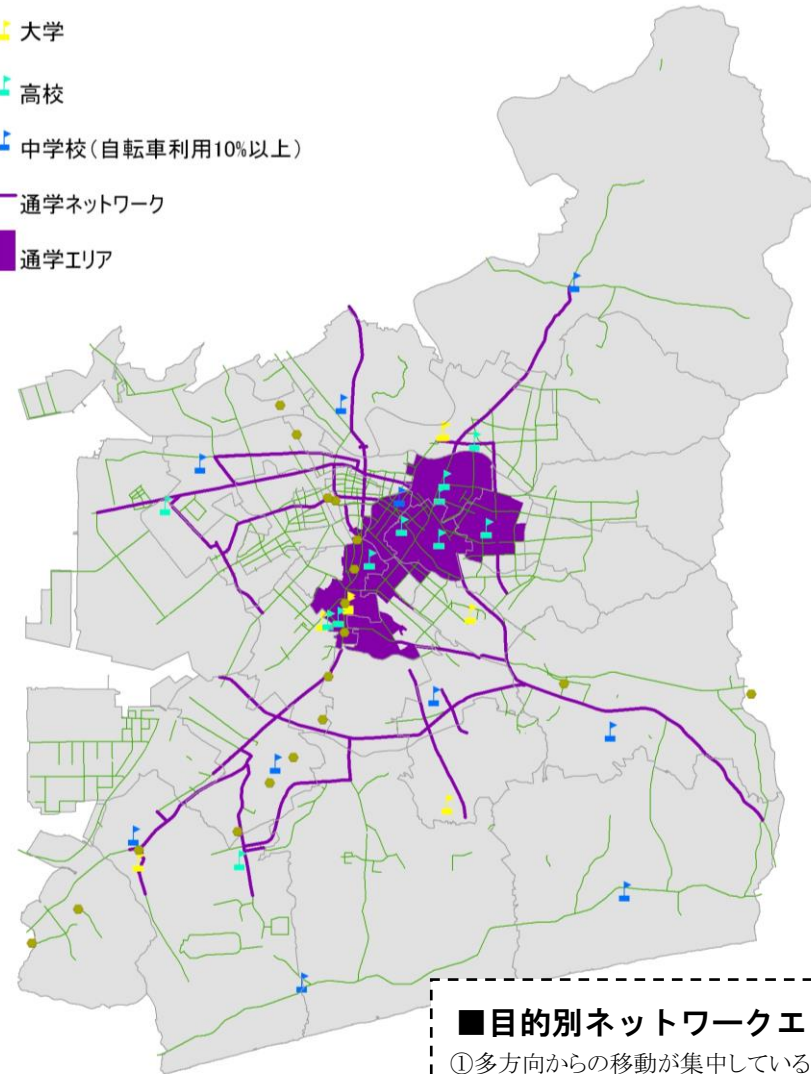 大学
高校
中学校(自転車利用10%以上)
通学ネットワーク
通学エリア
■目的別ネットワークエ
①多方向からの移動が集中している